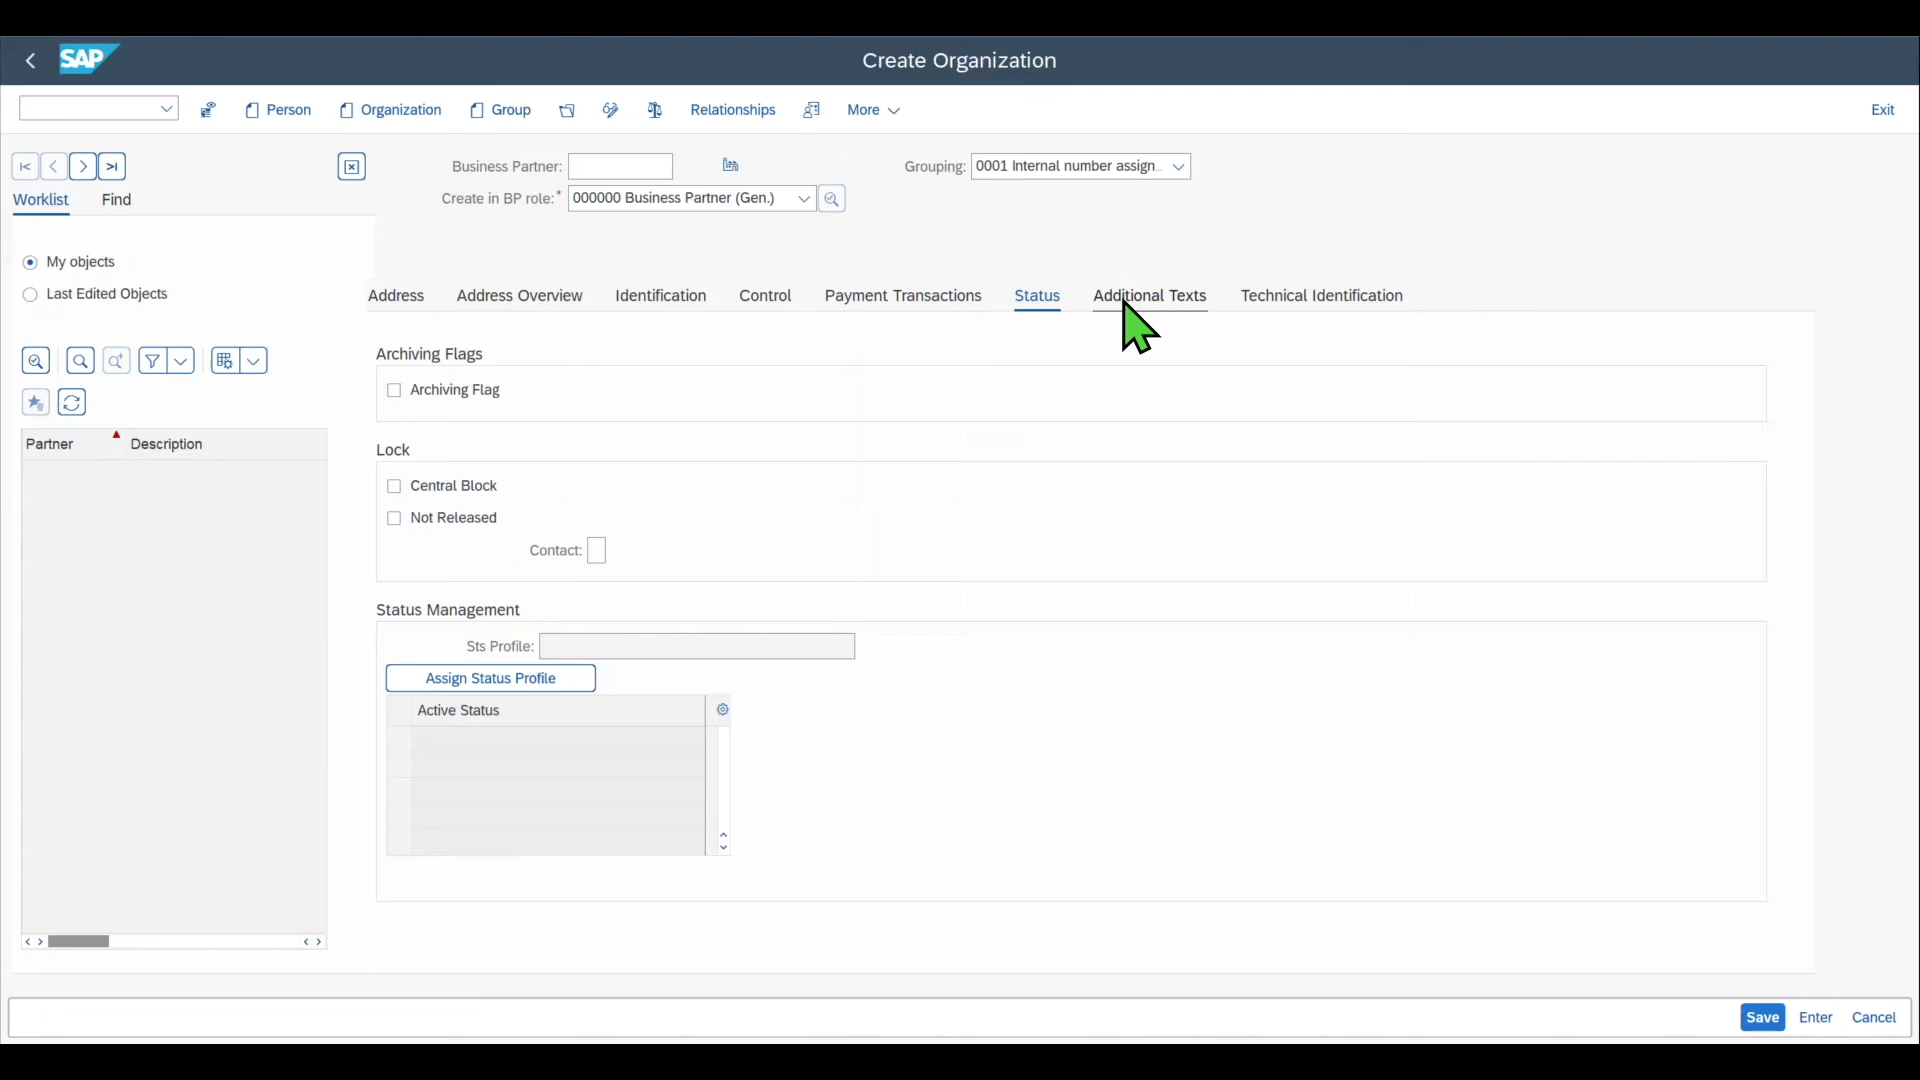 SAP
Create Organization
Person Organization Group Relationships More Exit
Business Partner: Grouping: 0001 Internal number assign...
Worklist Find
Create in BP role:* 000000 Business Partner (Gen.)
My objects
Last Edited Objects
Address Address Overview Identification Control Payment Transactions Status Additional Texts Technical Identification
Archiving Flags
Archiving Flag
Partner Description
Lock
Central Block
Not Released
Contact:
Status Management
Sts Profile:
Assign Status Profile
Active Status
Save Enter Cancel